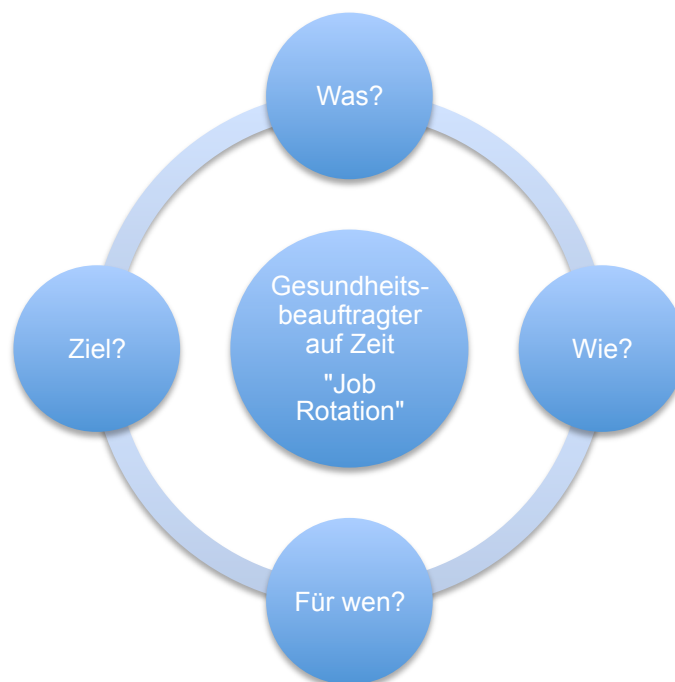 Was?
Gesundheits-
beauftragter
auf Zeit
"Job
Rotation"
Ziel?
Wie?
Für wen?